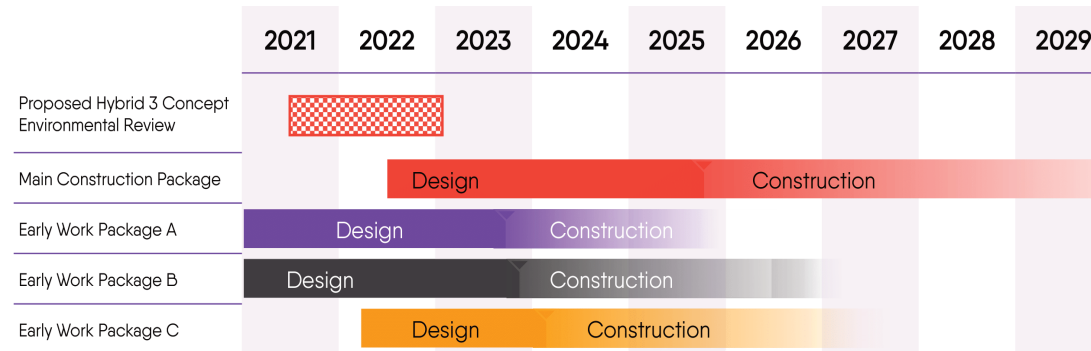 2021 2022 2023 2024 2025 2026 2027 2028 2029
Proposed Hybrid 3 Concept
Environmental Review
Main Construction Package Design Construction
Early Work Package A Design Construction
Early Work Package B Design Construction
Early Work Package C Design Construction